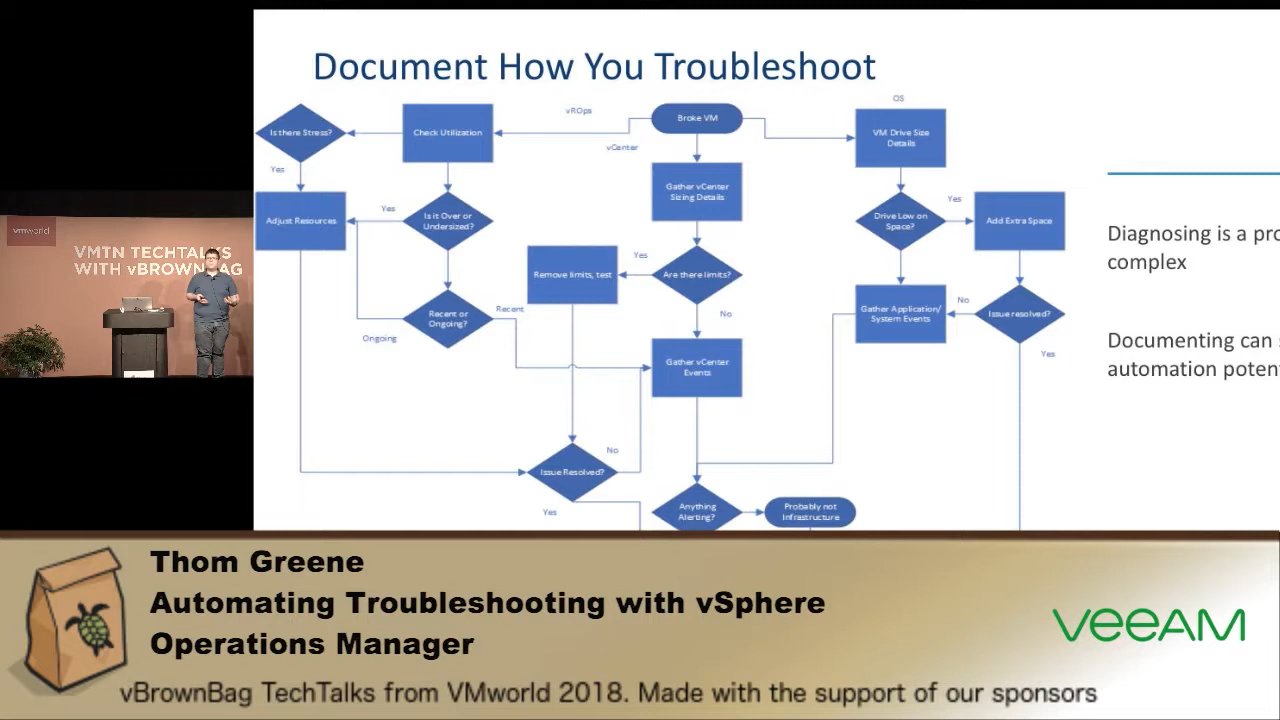 Document How You Troubleshoot
OS
vROps
Is there Stress?
Check Utilization
Broke VM
VM Drive Size
Details
vCenter
Yes
Gather vCenter
Sizing Details
Yes
Adjust Resources
Yes
Is it Over or
Undersized?
Drive Low on
Space?
Add Extra Space
vmworld
VMTN TECHTALKS
WITH vBROWNBAG
Diagnosing is a pro
complex
Yes
Remove limits, test
Are there limits?
Recent or
Ongoing?
Recent
No
Gather Application/
System Events
No
Issue resolved?
Ongoing
Yes
Documenting can
automation poten
Gather vCenter
Events
No
Issue Resolved?
Yes
Anything
Alerting?
Probably not
Infrastructure
Thom Greene
Automating Troubleshooting with vSphere
Operations Manager
veeAM
vBrownBag TechTalks from VMworld 2018. Made with the support of our sponsors